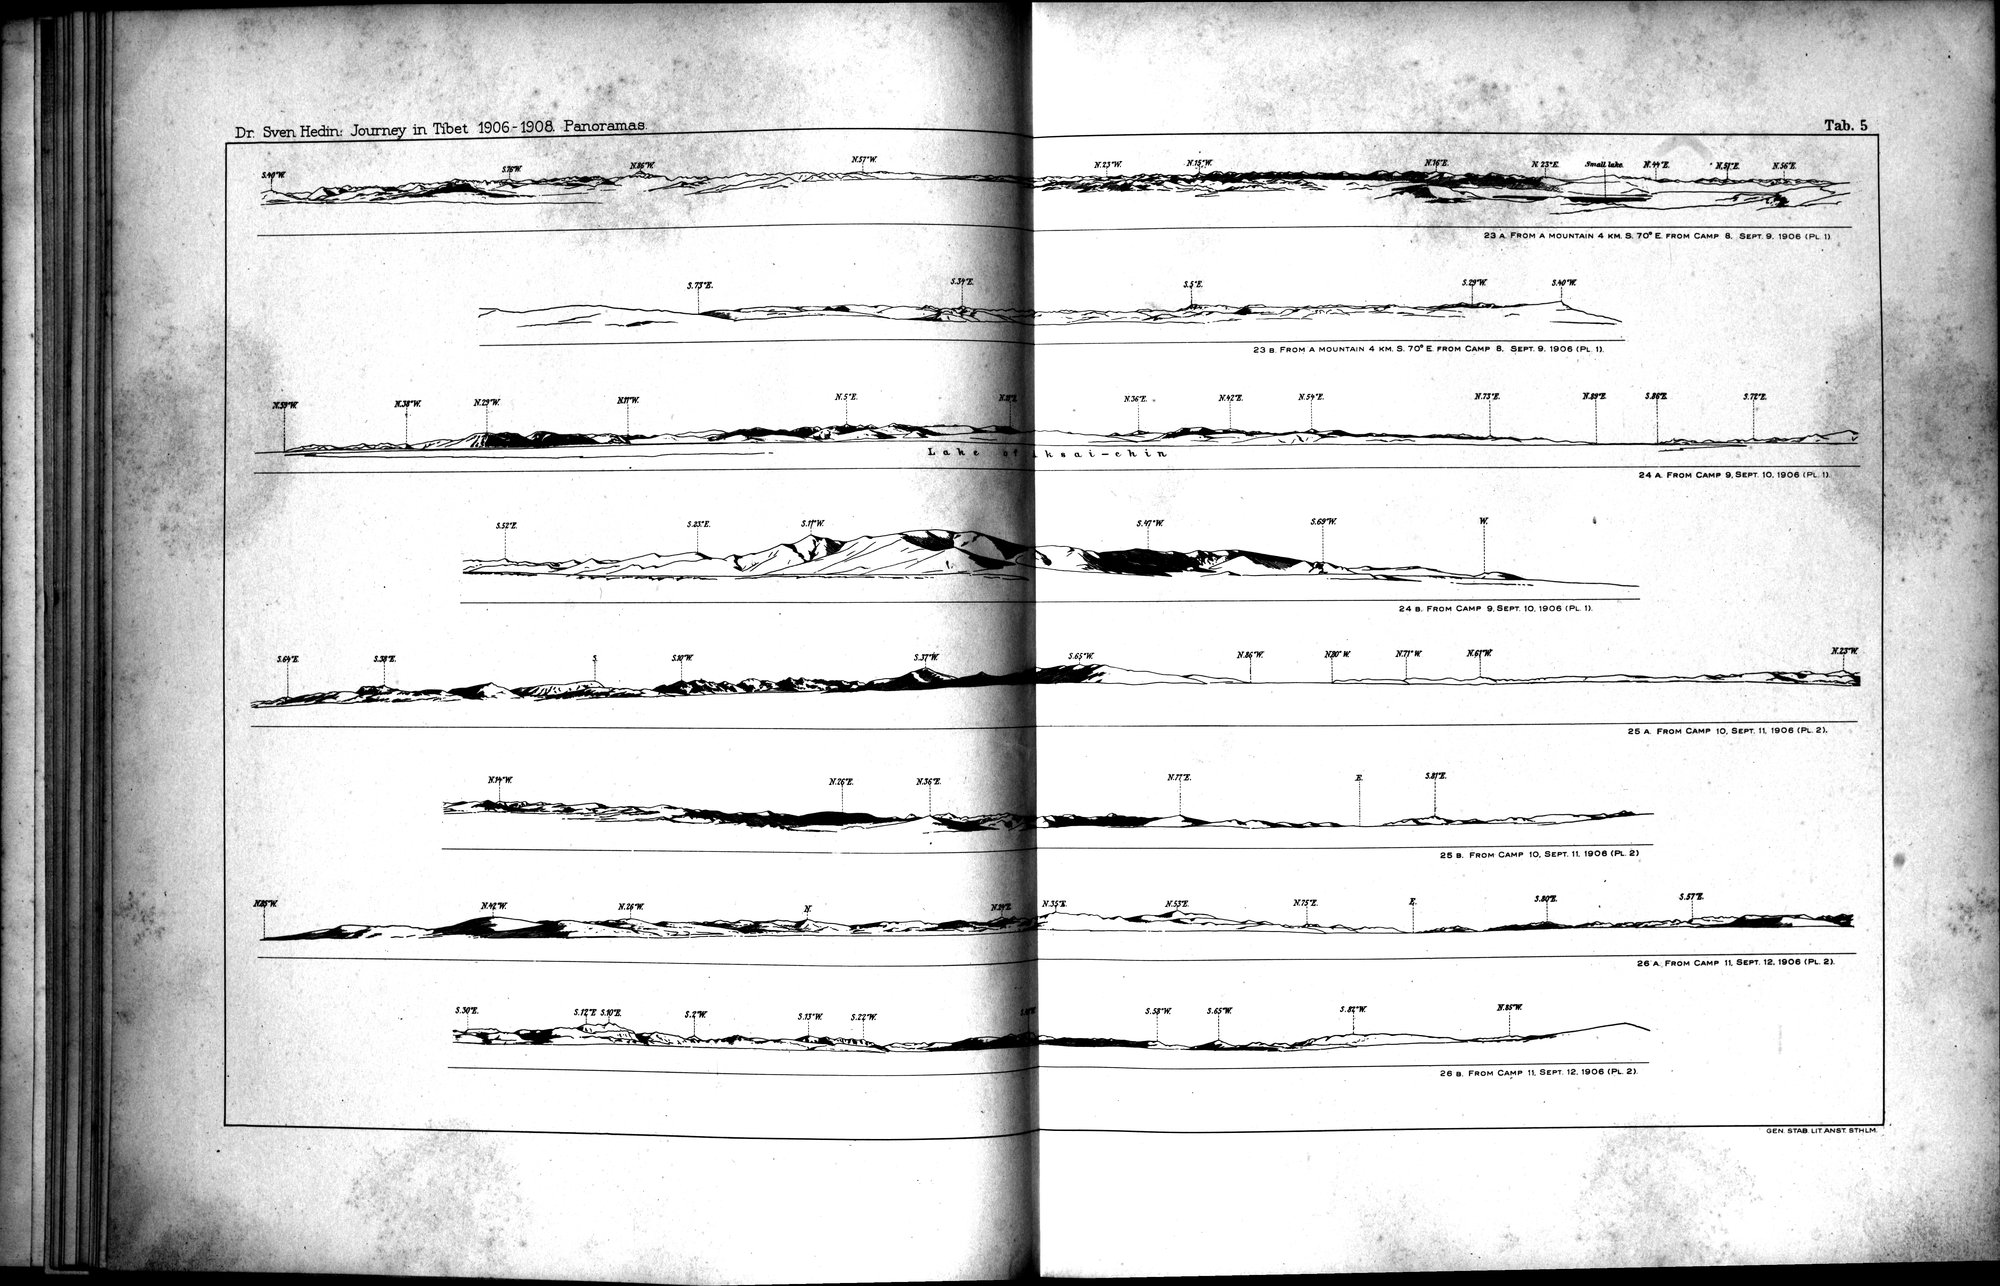 Dr. Sven Hedin: Journey in Tibet 1906-1908. Panoramas.
Tab. 5
S.40°W. S.76°W. N.86°W. N.57°W. N.23°W. N.15°W. N.16°E. N.23°E. Small lake. N.44°E. N.51°E. N.56°E.
23 A. FROM A MOUNTAIN 4 KM. S. 70° E. FROM CAMP 8. SEPT. 9. 1906 (PL. 1).
S.73°E. S.34°E. S.5°E. S.29°W. S.40°W.
23 B. FROM A MOUNTAIN 4 KM. S. 70° E. FROM CAMP 8. SEPT. 9. 1906 (PL. 1).
N.59°W. N.38°W. N.29°W. N.11°W. N.5°E. N.36°E. N.42°E. N.54°E. N.73°E. N.89°E. S.86°E. S.72°E.
Lake of Aksai-chin
24 A. FROM CAMP 9, SEPT. 10, 1906 (PL. 1).
S.52°E. S.23°E. S.11°W. S.47°W. S.69°W. W.
24 B. FROM CAMP 9, SEPT. 10, 1906 (PL. 1).
S.64°E. S.38°E. S. S.10°W. S.37°W. S.65°W. N.86°W. N.80°W. N.71°W. N.61°W. N.23°W.
25 A. FROM CAMP 10, SEPT. 11, 1906 (PL. 2).
N.14°W. N.26°E. N.36°E. N.77°E. E. S.81°E.
25 B. FROM CAMP 10, SEPT. 11, 1906 (PL. 2)
N.85°W. N.42°W. N.26°W. N. N.35°E. N.53°E. N.75°E. E. S.80°E. S.57°E.
26 A. FROM CAMP 11, SEPT. 12, 1906 (PL. 2).
S.30°E. S.12°E. S.10°E. S.2°W. S.13°W. S.22°W. S.58°W. S.65°W. S.82°W. N.85°W.
26 B. FROM CAMP 11, SEPT. 12, 1906 (PL. 2).
GEN. STAB. LIT. ANST. STHLM.